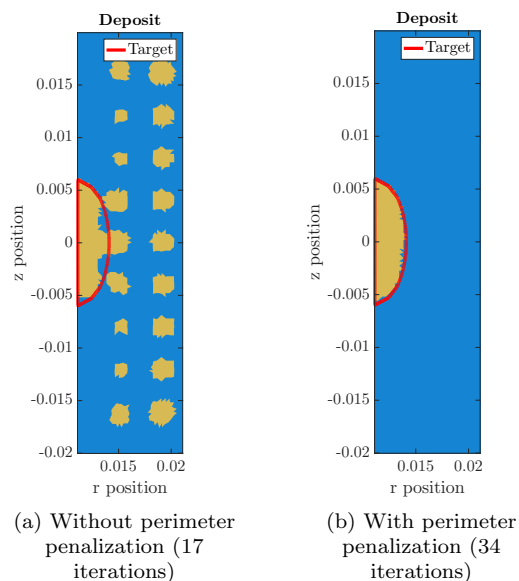 Deposit
Target
0.015
0.01
0.005
0
-0.005
-0.01
-0.015
-0.02
z position
0.015
0.02
r position
(a) Without perimeter
penalization (17
iterations)
Deposit
Target
0.015
0.01
0.005
0
-0.005
-0.01
-0.015
-0.02
z position
0.015
0.02
r position
(b) With perimeter
penalization (34
iterations)